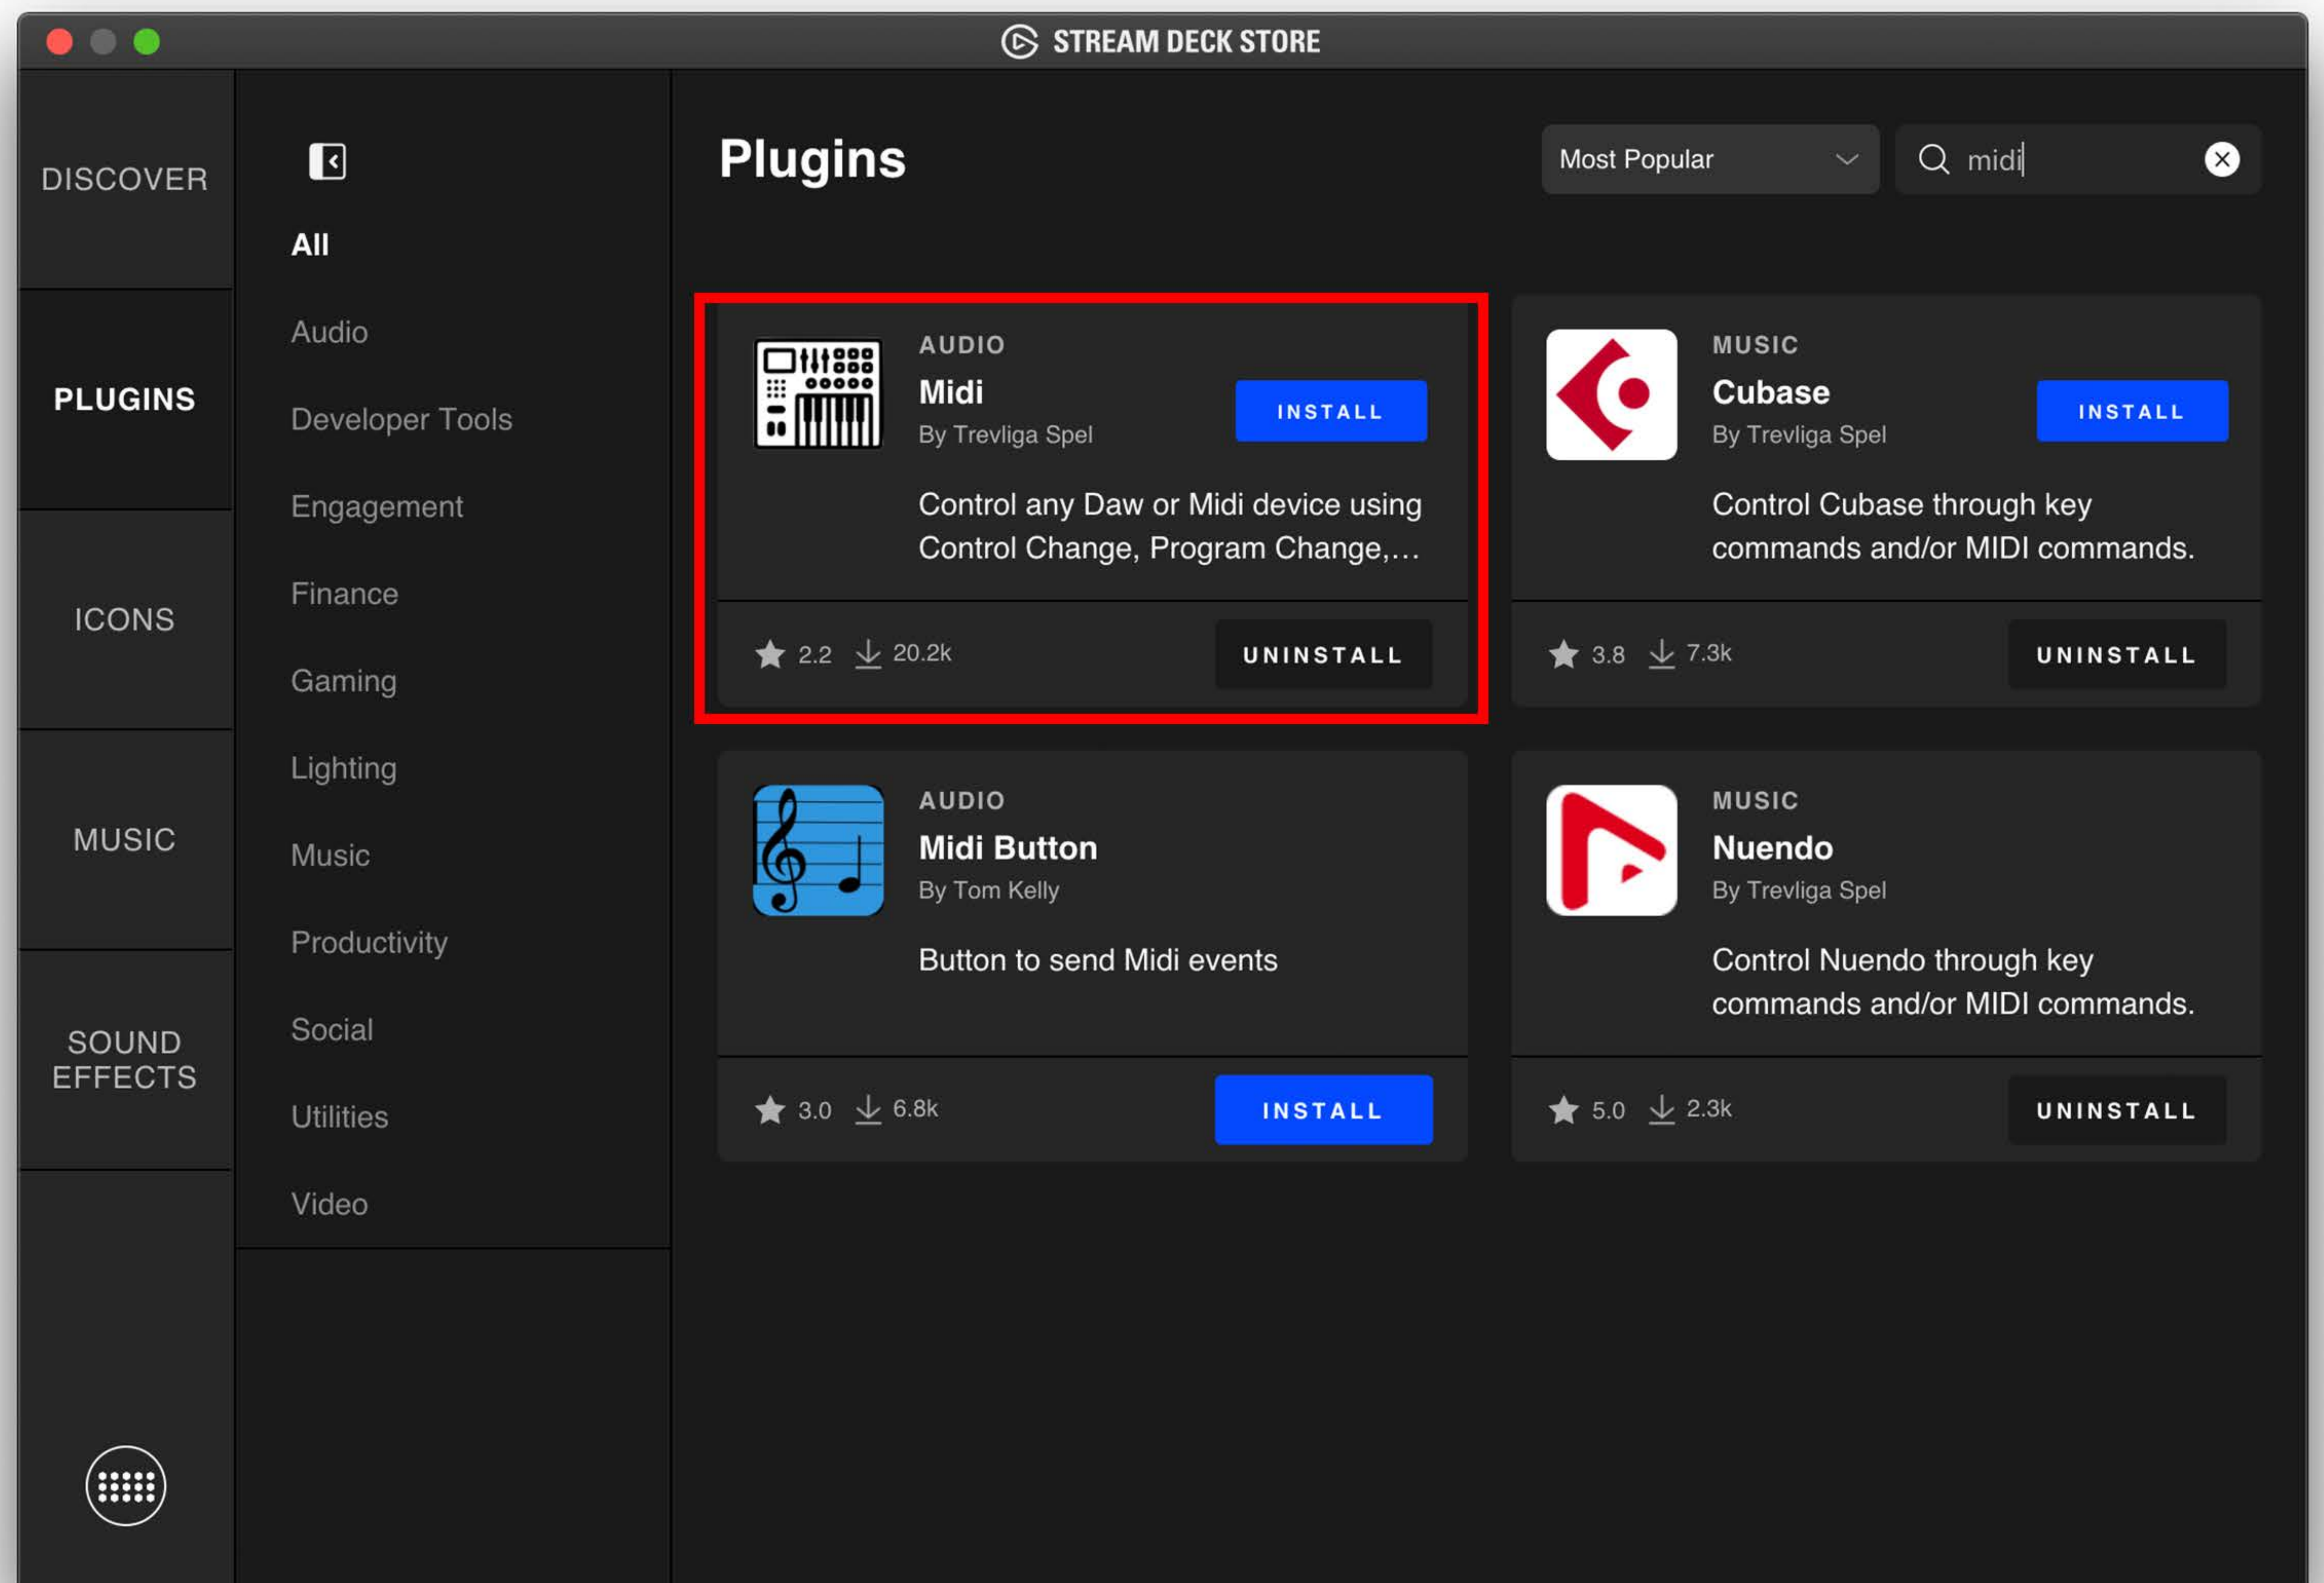 STREAM DECK STORE
DISCOVER
PLUGINS
ICONS
MUSIC
SOUND
EFFECTS
All
Audio
Developer Tools
Engagement
Finance
Gaming
Lighting
Music
Productivity
Social
Utilities
Video
Plugins
Most Popular
midi
AUDIO
Midi
By Trevliga Spel
INSTALL
Control any Daw or Midi device using
Control Change, Program Change,...
2.2
20.2k
UNINSTALL
MUSIC
Cubase
By Trevliga Spel
INSTALL
Control Cubase through key
commands and/or MIDI commands.
3.8
7.3k
UNINSTALL
AUDIO
Midi Button
By Tom Kelly
Button to send Midi events
3.0
6.8k
INSTALL
MUSIC
Nuendo
By Trevliga Spel
Control Nuendo through key
commands and/or MIDI commands.
5.0
2.3k
UNINSTALL